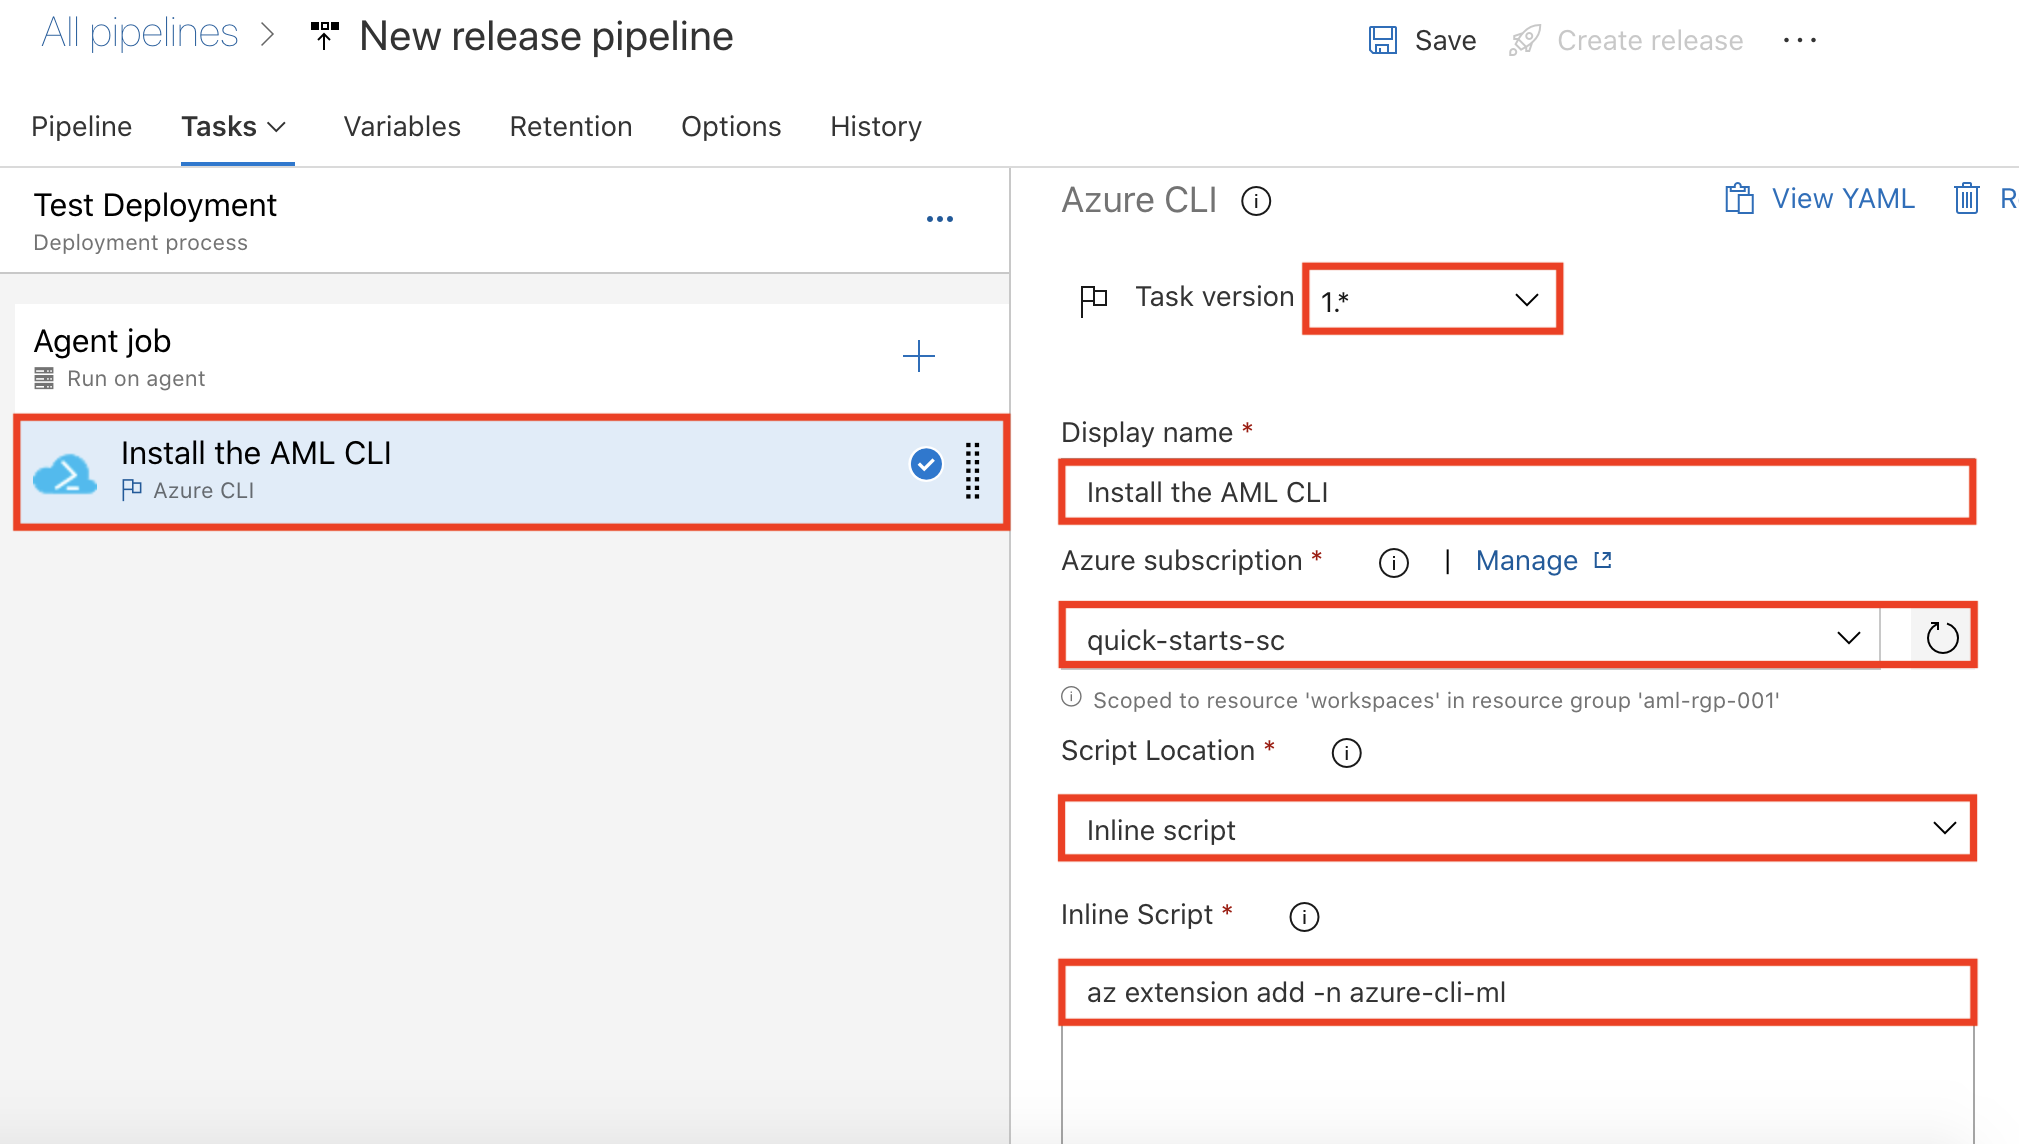 All pipelines > New release pipeline
Save
Create release
Pipeline
Tasks
Variables
Retention
Options
History
Test Deployment
Deployment process
Agent job
Run on agent
Install the AML CLI
Azure CLI
Azure CLI
View YAML
Task version
1.*
Display name *
Install the AML CLI
Azure subscription *
| Manage
quick-starts-sc
Scoped to resource 'workspaces' in resource group 'aml-rgp-001'
Script Location *
Inline script
Inline Script *
az extension add -n azure-cli-ml